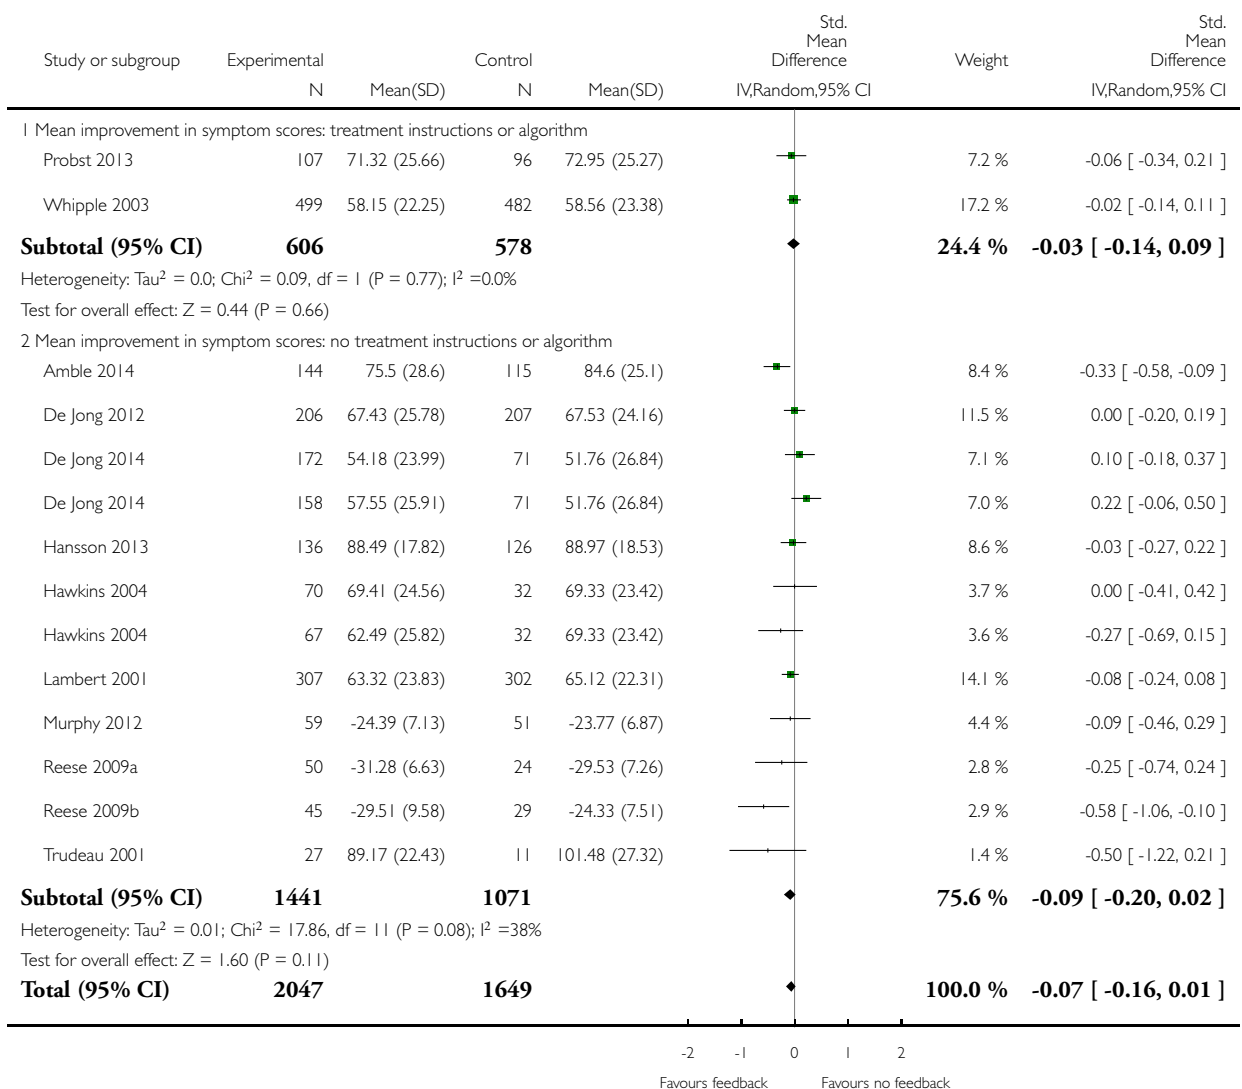 Study or subgroup Experimental Control Std. Mean Difference Weight Std. Mean Difference
N Mean(SD) N Mean(SD) IV,Random,95% CI IV,Random,95% CI
1 Mean improvement in symptom scores: treatment instructions or algorithm
Probst 2013 107 71.32 (25.66) 96 72.95 (25.27) 7.2 % -0.06 [ -0.34, 0.21 ]
Whipple 2003 499 58.15 (22.25) 482 58.56 (23.38) 17.2 % -0.02 [ -0.14, 0.11 ]
Subtotal (95% CI) 606 578 24.4 % -0.03 [ -0.14, 0.09 ]
Heterogeneity: Tau² = 0.0; Chi² = 0.09, df = 1 (P = 0.77); I² =0.0%
Test for overall effect: Z = 0.44 (P = 0.66)
2 Mean improvement in symptom scores: no treatment instructions or algorithm
Amble 2014 144 75.5 (28.6) 115 84.6 (25.1) 8.4 % -0.33 [ -0.58, -0.09 ]
De Jong 2012 206 67.43 (25.78) 207 67.53 (24.16) 11.5 % 0.00 [ -0.20, 0.19 ]
De Jong 2014 172 54.18 (23.99) 71 51.76 (26.84) 7.1 % 0.10 [ -0.18, 0.37 ]
De Jong 2014 158 57.55 (25.91) 71 51.76 (26.84) 7.0 % 0.22 [ -0.06, 0.50 ]
Hansson 2013 136 88.49 (17.82) 126 88.97 (18.53) 8.6 % -0.03 [ -0.27, 0.22 ]
Hawkins 2004 70 69.41 (24.56) 32 69.33 (23.42) 3.7 % 0.00 [ -0.41, 0.42 ]
Hawkins 2004 67 62.49 (25.82) 32 69.33 (23.42) 3.6 % -0.27 [ -0.69, 0.15 ]
Lambert 2001 307 63.32 (23.83) 302 65.12 (22.31) 14.1 % -0.08 [ -0.24, 0.08 ]
Murphy 2012 59 -24.39 (7.13) 51 -23.77 (6.87) 4.4 % -0.09 [ -0.46, 0.29 ]
Reese 2009a 50 -31.28 (6.63) 24 -29.53 (7.26) 2.8 % -0.25 [ -0.74, 0.24 ]
Reese 2009b 45 -29.51 (9.58) 29 -24.33 (7.51) 2.9 % -0.58 [ -1.06, -0.10 ]
Trudeau 2001 27 89.17 (22.43) 11 101.48 (27.32) 1.4 % -0.50 [ -1.22, 0.21 ]
Subtotal (95% CI) 1441 1071 75.6 % -0.09 [ -0.20, 0.02 ]
Heterogeneity: Tau² = 0.01; Chi² = 17.86, df = 11 (P = 0.08); I² =38%
Test for overall effect: Z = 1.60 (P = 0.11)
Total (95% CI) 2047 1649 100.0 % -0.07 [ -0.16, 0.01 ]
-2 -1 0 1 2
Favours feedback Favours no feedback